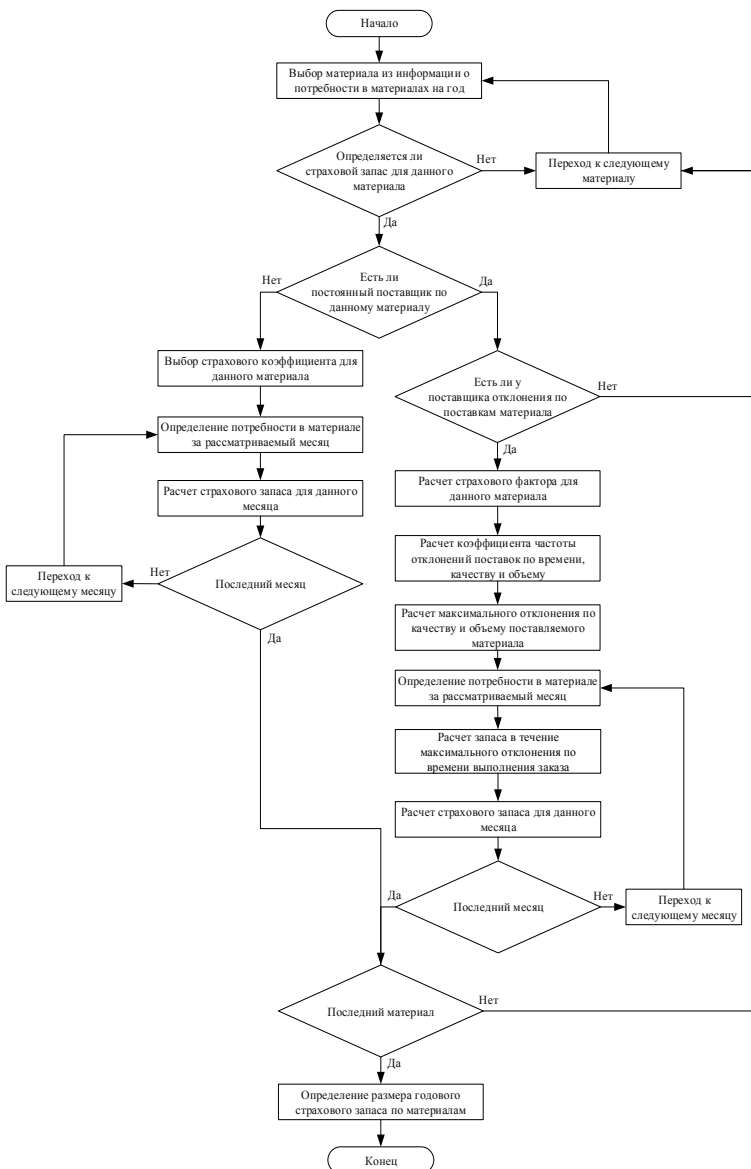 Начало
Выбор материала из информации о
потребности в материалах на год
Определяется ли
страховой запас для данного
материала
Нет
Переход к следующему
материалу
Да
Есть ли
постоянный поставщик по
данному материалу
Нет
Да
Выбор страхового коэффициента для
данного материала
Есть ли у
поставщика отклонения по
поставкам материала
Нет
Определение потребности в материале
за рассматриваемый месяц
Да
Расчет страхового фактора для
данного материала
Расчет страхового запаса для данного
месяца
Расчет коэффициента частоты
отклонений поставок по времени,
качеству и объему
Последний месяц
Нет
Переход к
следующему месяцу
Да
Расчет максимального отклонения по
качеству и объему поставляемого
материала
Определение потребности в материале
за рассматриваемый месяц
Расчет запаса в течение
максимального отклонения по
времени выполнения заказа
Расчет страхового запаса для данного
месяца
Последний месяц
Да
Нет
Переход к
следующему месяцу
Последний материал
Нет
Да
Определение размера годового
страхового запаса по материалам
Конец